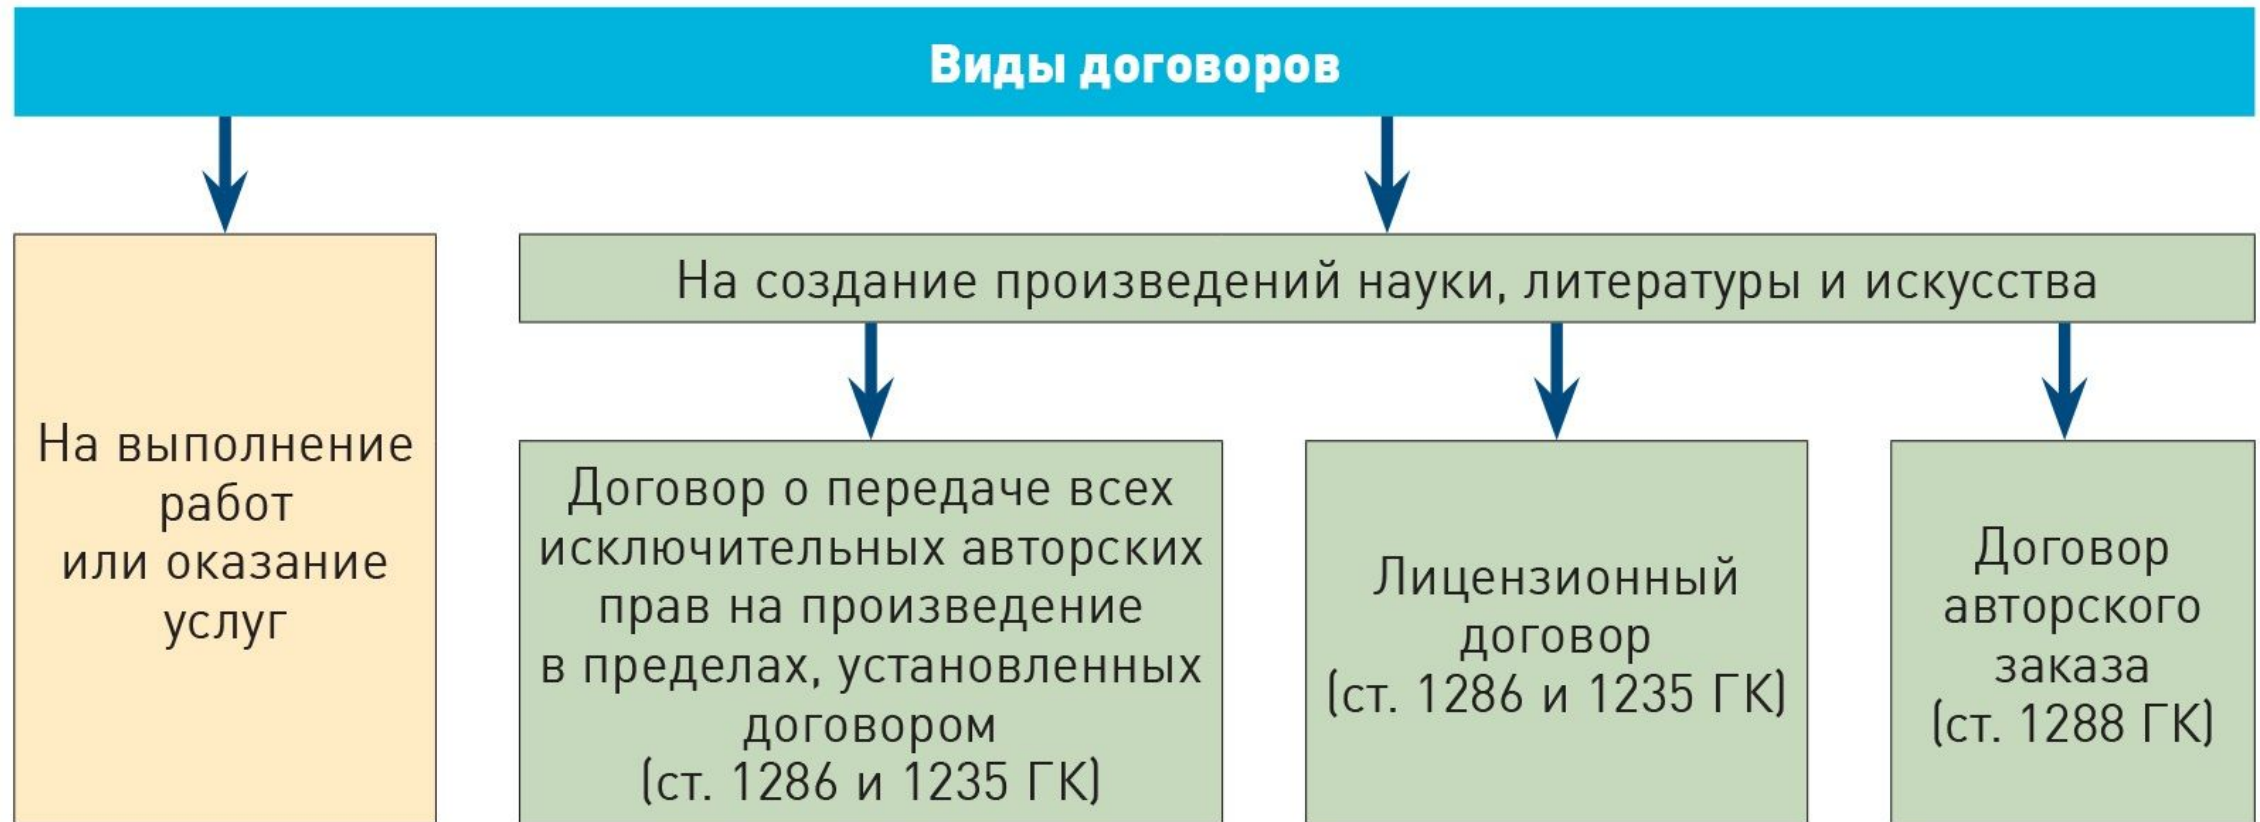 Виды договоров
На выполнение
работ
или оказание
услуг
На создание произведений науки, литературы и искусства
Договор о передаче всех
исключительных авторских
прав на произведение
в пределах, установленных
договором
(ст. 1286 и 1235 ГК)
Лицензионный
договор
(ст. 1286 и 1235 ГК)
Договор
авторского
заказа
(ст. 1288 ГК)